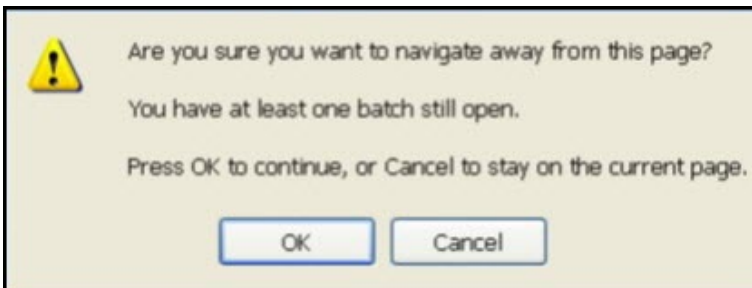 Are you sure you want to navigate away from this page?
You have at least one batch still open.
Press OK to continue, or Cancel to stay on the current page.
OK Cancel